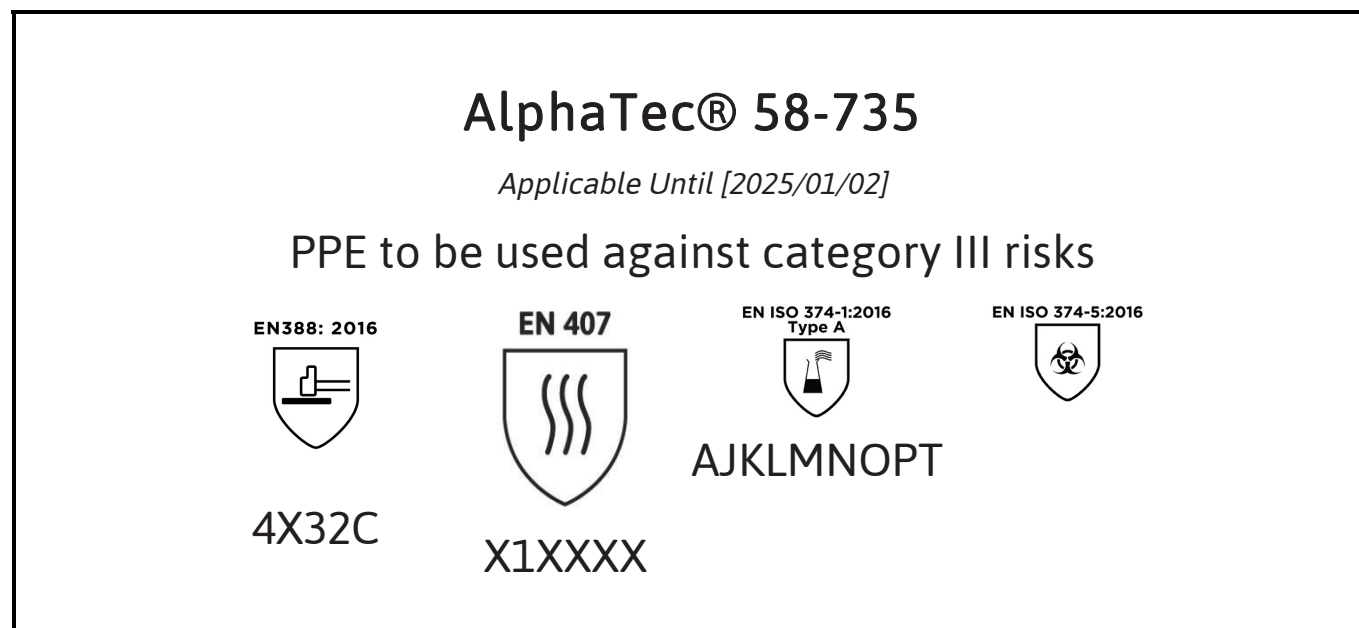 AlphaTec® 58-735
Applicable Until [2025/01/02]
PPE to be used against category III risks
EN388: 2016
EN 407
EN ISO 374-1:2016
Type A
EN ISO 374-5:2016
4X32C
X1XXXX
AJKLMNOPT